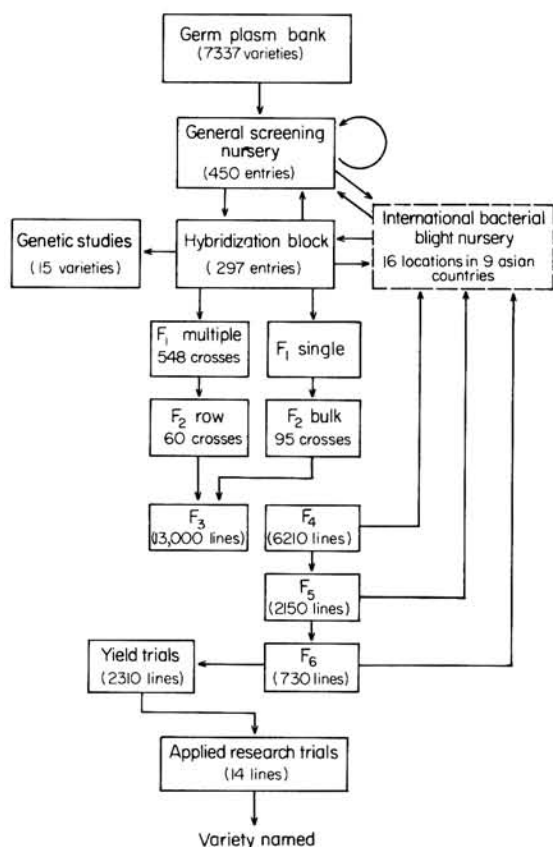 Germ plasm bank
(7337 varieties)
General screening
nursery
(450 entries)
International bacterial
blight nursery
16 locations in 9 asian
countries
Genetic studies
(15 varieties)
Hybridization block
(297 entries)
F₁ multiple
548 crosses
F₁ single
F₂ row
60 crosses
F₂ bulk
95 crosses
F₃
(13,000 lines)
F₄
(6210 lines)
F₅
(2150 lines)
F₆
(730 lines)
Yield trials
(2310 lines)
Applied research trials
(14 lines)
Variety named